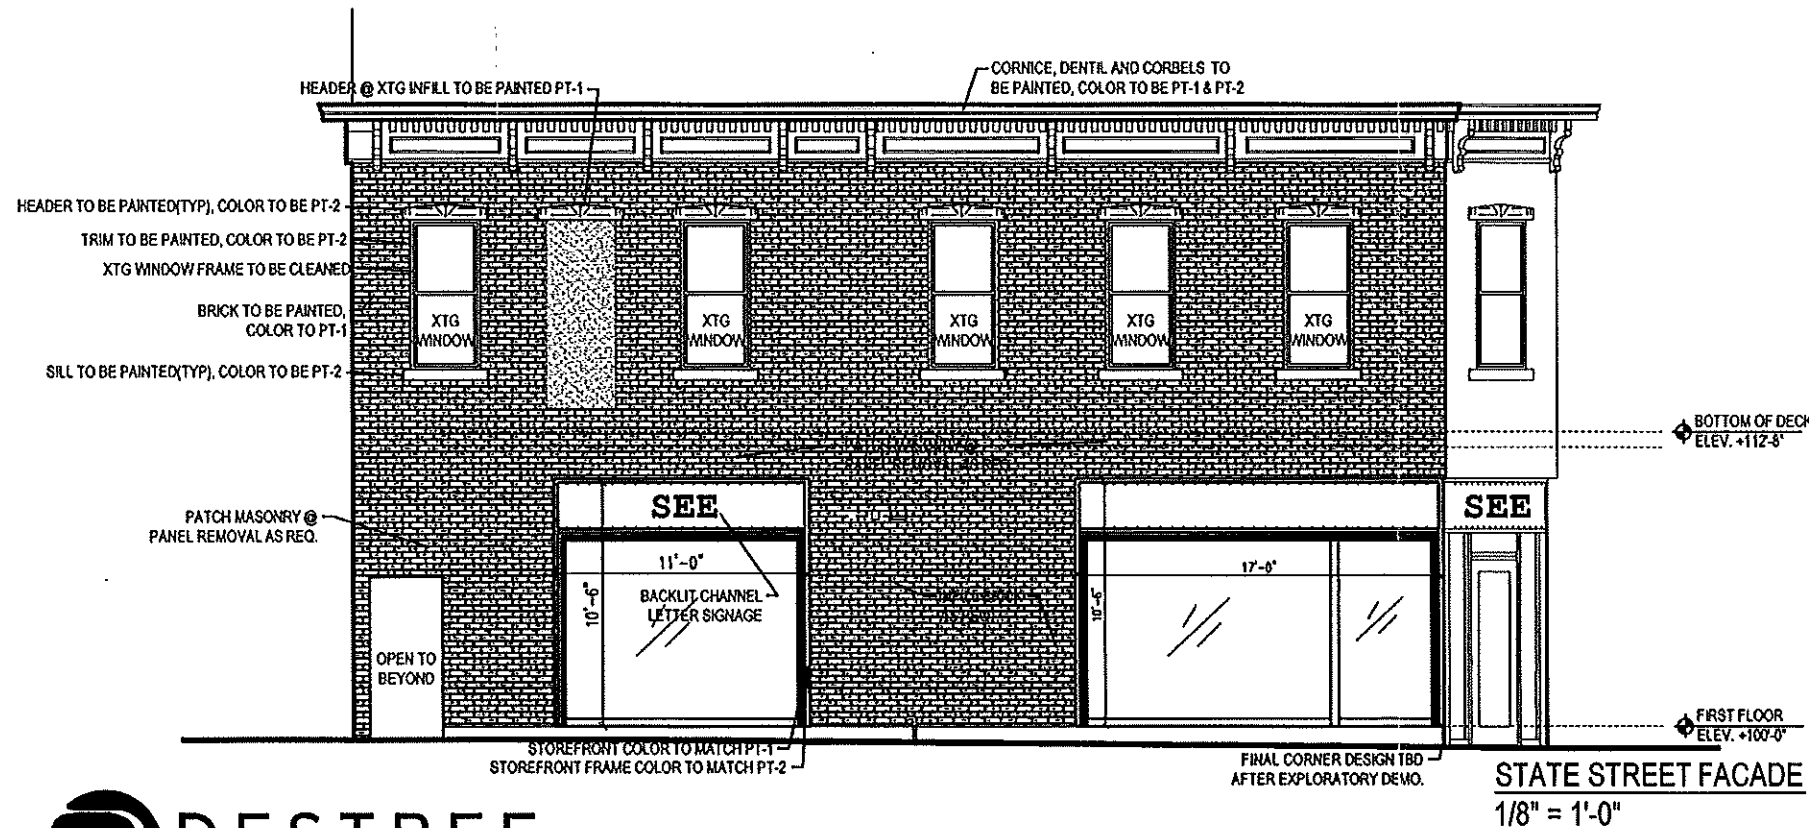 CORNICE, DENTIL AND CORBELS TO
BE PAINTED, COLOR TO BE PT-1 & PT-2
HEADER @ XTG INFILL TO BE PAINTED PT-1
HEADER TO BE PAINTED(TYP), COLOR TO BE PT-2
TRIM TO BE PAINTED, COLOR TO BE PT-2
XTG WINDOW FRAME TO BE CLEANED
BRICK TO BE PAINTED,
COLOR TO PT-1
SILL TO BE PAINTED(TYP), COLOR TO BE PT-2
XTG
WINDOW
XTG
WINDOW
XTG
WINDOW
XTG
WINDOW
XTG
WINDOW
BOTTOM OF DECK
ELEV. +112'-8"
PANEL REMOVAL AS REQ.
PATCH MASONRY @
PANEL REMOVAL AS REQ.
SEE
SEE
11'-0"
17'-0"
10'-6"
10'-6"
BACKLIT CHANNEL
LETTER SIGNAGE
OPEN TO
BEYOND
FIRST FLOOR
ELEV. +100'-0"
STOREFRONT COLOR TO MATCH PT-1
STOREFRONT FRAME COLOR TO MATCH PT-2
FINAL CORNER DESIGN TBD
AFTER EXPLORATORY DEMO.
STATE STREET FACADE
1/8" = 1'-0"
DESTREE